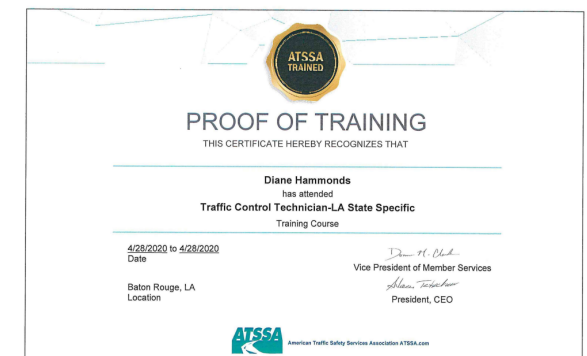 ATSSA
TRAINED
PROOF OF TRAINING
THIS CERTIFICATE HEREBY RECOGNIZES THAT
Diane Hammonds
has attended
Traffic Control Technician-LA State Specific
Training Course
4/28/2020 to 4/28/2020
Date
Vice President of Member Services
Baton Rouge, LA
Location
President, CEO
ATSSA American Traffic Safety Services Association ATSSA.com